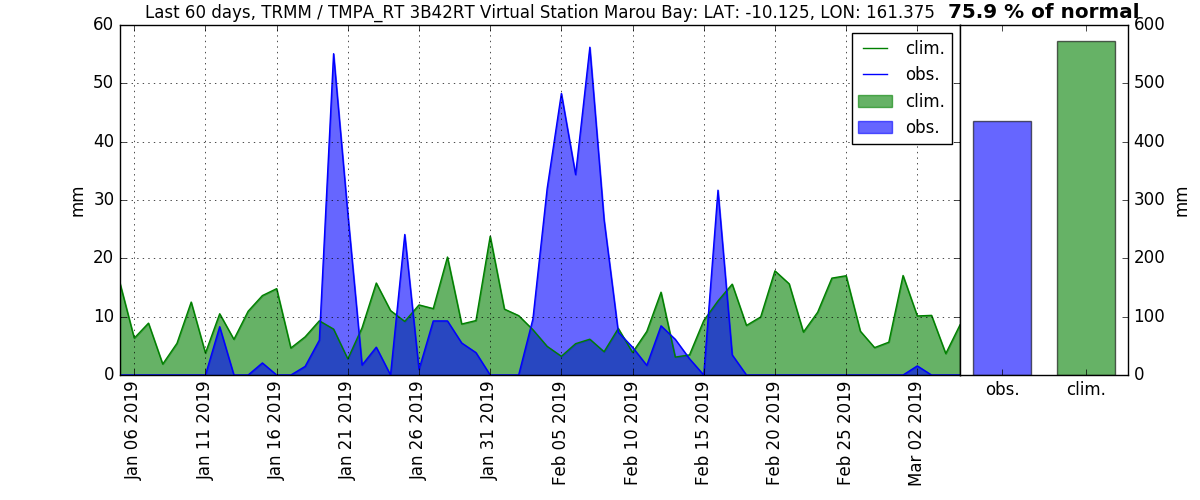 Last 60 days, TRMM / TMPA_RT 3B42RT Virtual Station Marou Bay: LAT: -10.125, LON: 161.375
75.9 % of normal
60
50
40
30
20
10
0
mm
clim.
obs.
clim.
obs.
600
500
400
300
200
100
0
mm
Jan 06 2019
Jan 11 2019
Jan 16 2019
Jan 21 2019
Jan 26 2019
Jan 31 2019
Feb 05 2019
Feb 10 2019
Feb 15 2019
Feb 20 2019
Feb 25 2019
Mar 02 2019
obs.
clim.